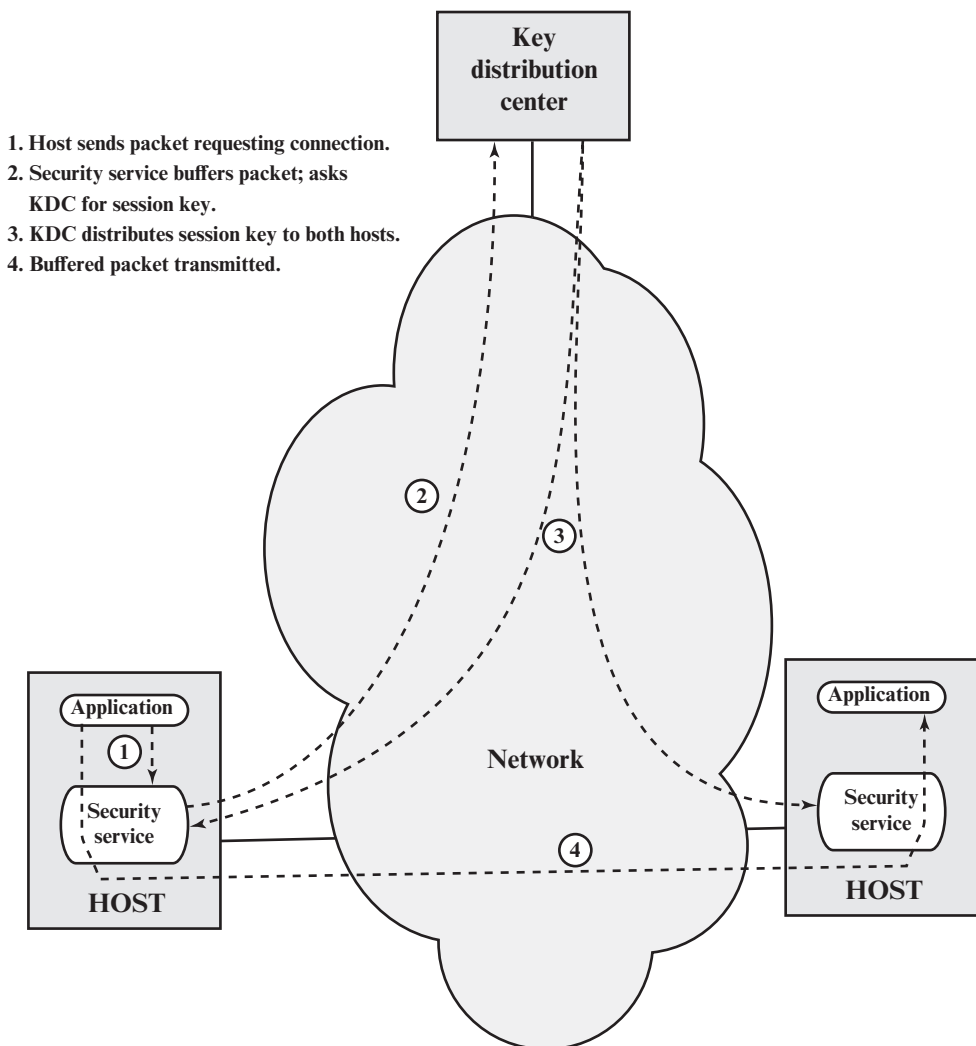 Key
distribution
center
1. Host sends packet requesting connection.
2. Security service buffers packet; asks
KDC for session key.
3. KDC distributes session key to both hosts.
4. Buffered packet transmitted.
2
3
Application
1
Security
service
HOST
Network
4
Application
Security
service
HOST